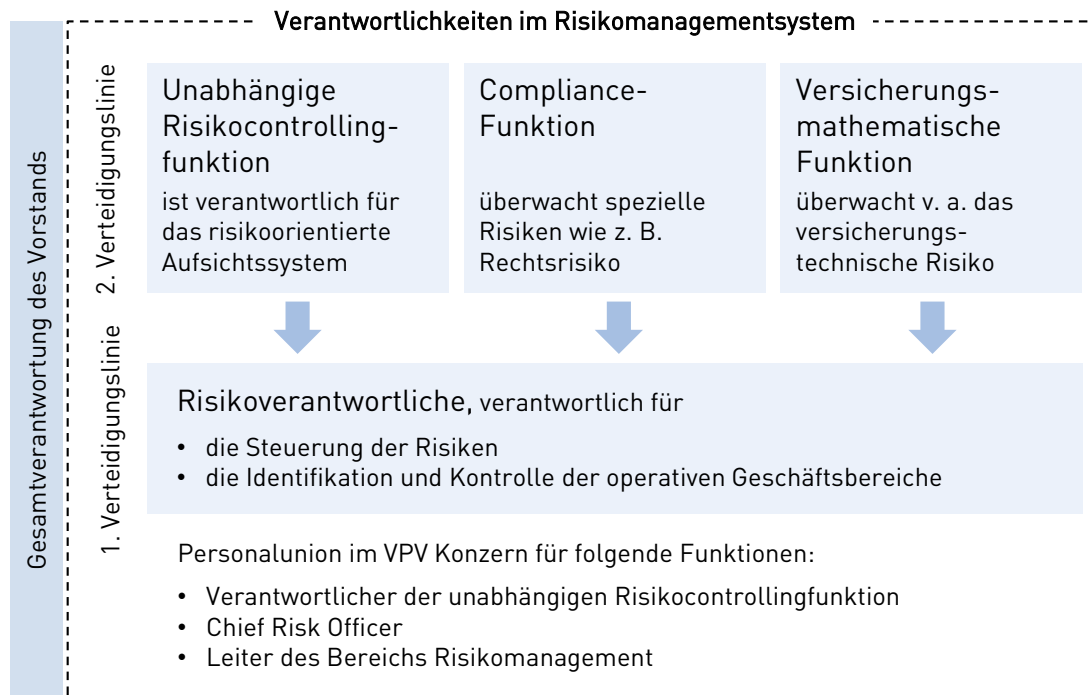 Verantwortlichkeiten im Risikomanagementsystem
Gesamtverantwortung des Vorstands
2. Verteidigungslinie
Unabhängige
Risikocontrolling-
funktion
ist verantwortlich für
das risikoorientierte
Aufsichtssystem
Compliance-
Funktion
überwacht spezielle
Risiken wie z. B.
Rechtsrisiko
Versicherungs-
mathematische
Funktion
überwacht v. a. das
versicherungs-
technische Risiko
1. Verteidigungslinie
Risikoverantwortliche, verantwortlich für
• die Steuerung der Risiken
• die Identifikation und Kontrolle der operativen Geschäftsbereiche
Personalunion im VPV Konzern für folgende Funktionen:
• Verantwortlicher der unabhängigen Risikocontrollingfunktion
• Chief Risk Officer
• Leiter des Bereichs Risikomanagement